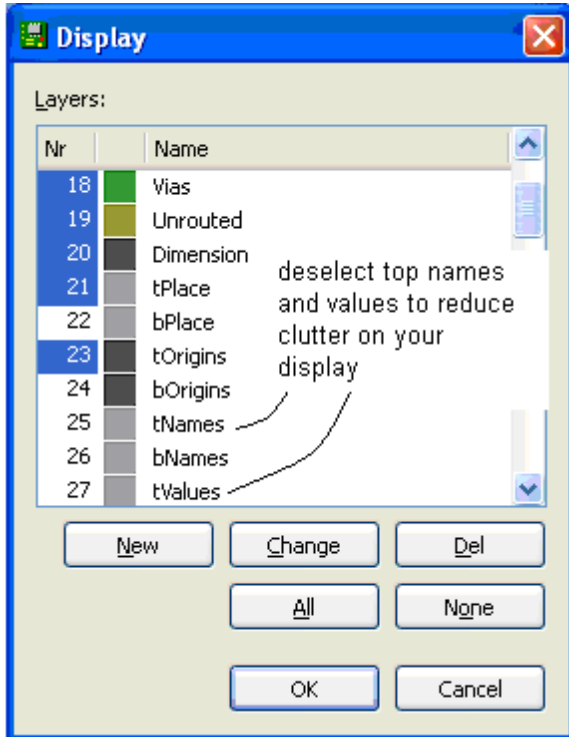 Display
Layers:
Nr Name
18 Vias
19 Unrouted
20 Dimension
21 tPlace
22 bPlace
23 tOrigins
24 bOrigins
25 tNames
26 bNames
27 tValues
deselect top names
and values to reduce
clutter on your
display
New Change Del
All None
OK Cancel